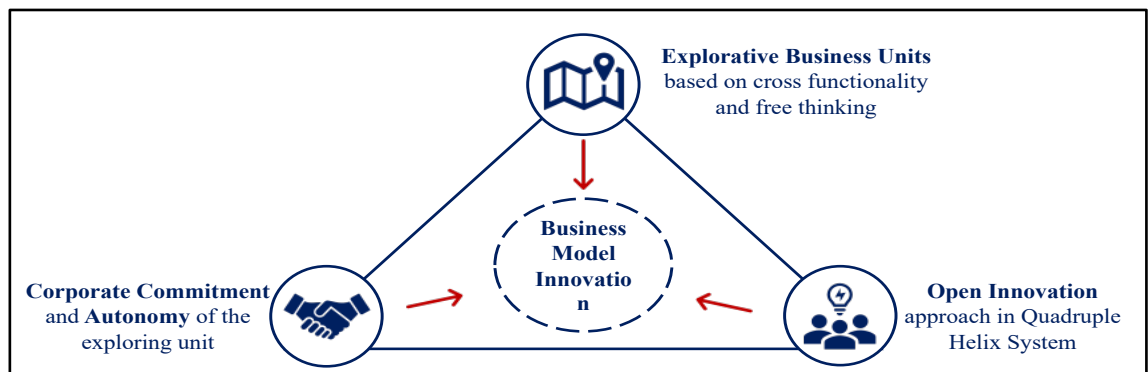 Explorative Business Units
based on cross functionality
and free thinking
Business
Model
Innovatio
n
Corporate Commitment
and Autonomy of the
exploring unit
Open Innovation
approach in Quadruple
Helix System